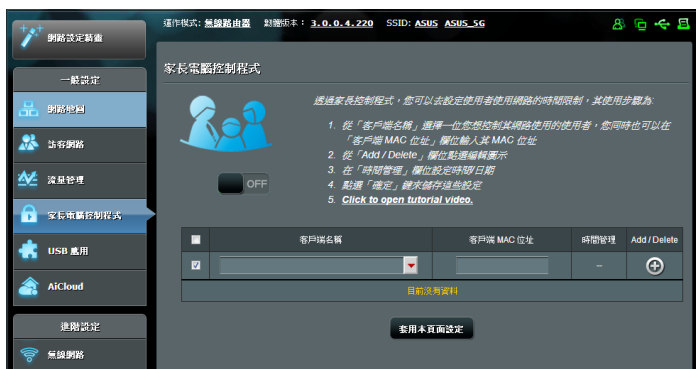 運作模式: 無線路由器 韌體版本: 3.0.0.4.220 SSID: ASUS ASUS_5G
網路設定精靈
一般設定
網路地圖
訪客網路
流量管理
家長電腦控制程式
USB 應用
AiCloud
進階設定
無線網路
家長電腦控制程式
OFF
透過家長控制程式,您可以去設定使用者使用網路的時間限制,其使用步驟為:
1. 從「客戶端名稱」選擇一位您想控制其網路使用的使用者,您同時也可以在
「客戶端 MAC 位址」欄位輸入其 MAC 位址
2. 從「Add / Delete」欄位點選編輯圖示
3. 在「時間管理」欄位設定時間/日期
4. 點選「確定」鍵來儲存這些設定
5. Click to open tutorial video.
客戶端名稱 客戶端 MAC 位址 時間管理 Add / Delete
--
目前沒有資料
套用本頁面設定